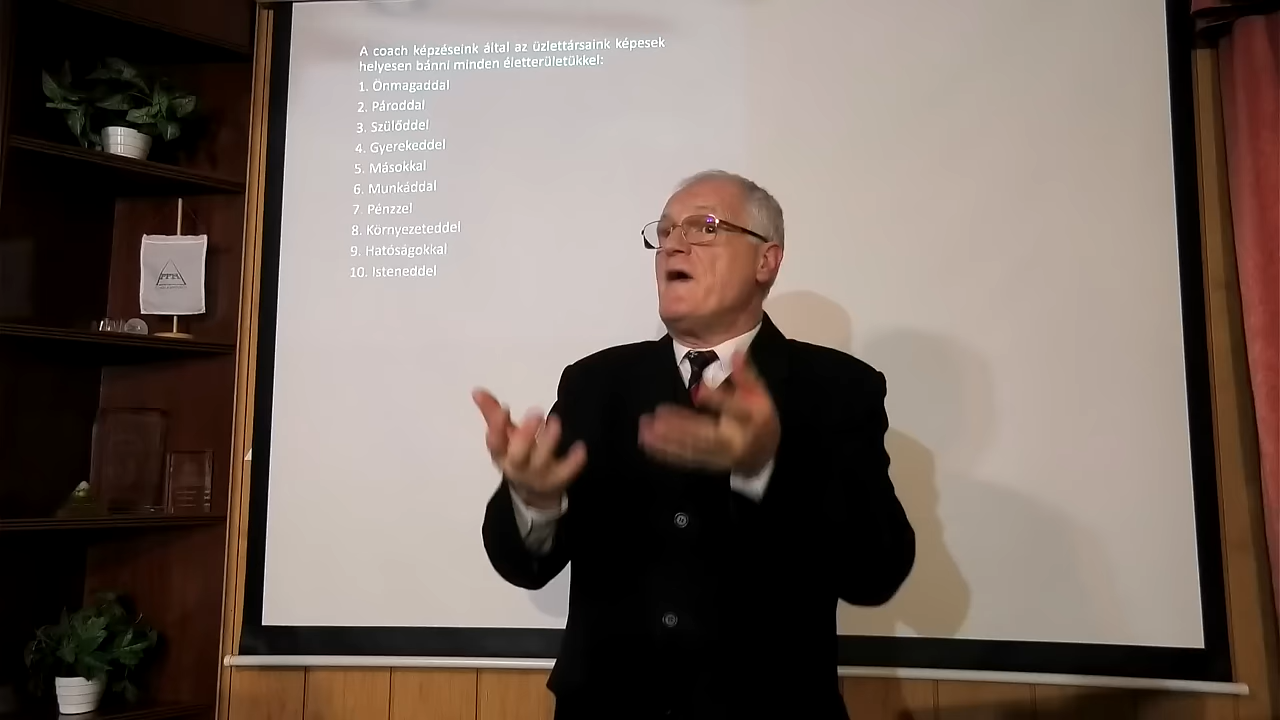 A coach képzéseink által az üzlettársaink képesek
helyesen bánni minden életterületükkel:
1. Önmagaddal
2. Pároddal
3. Szülőddel
4. Gyerekeddel
5. Másokkal
6. Munkáddal
7. Pénzzel
8. Környezeteddel
9. Hatóságokkal
10. Isteneddel